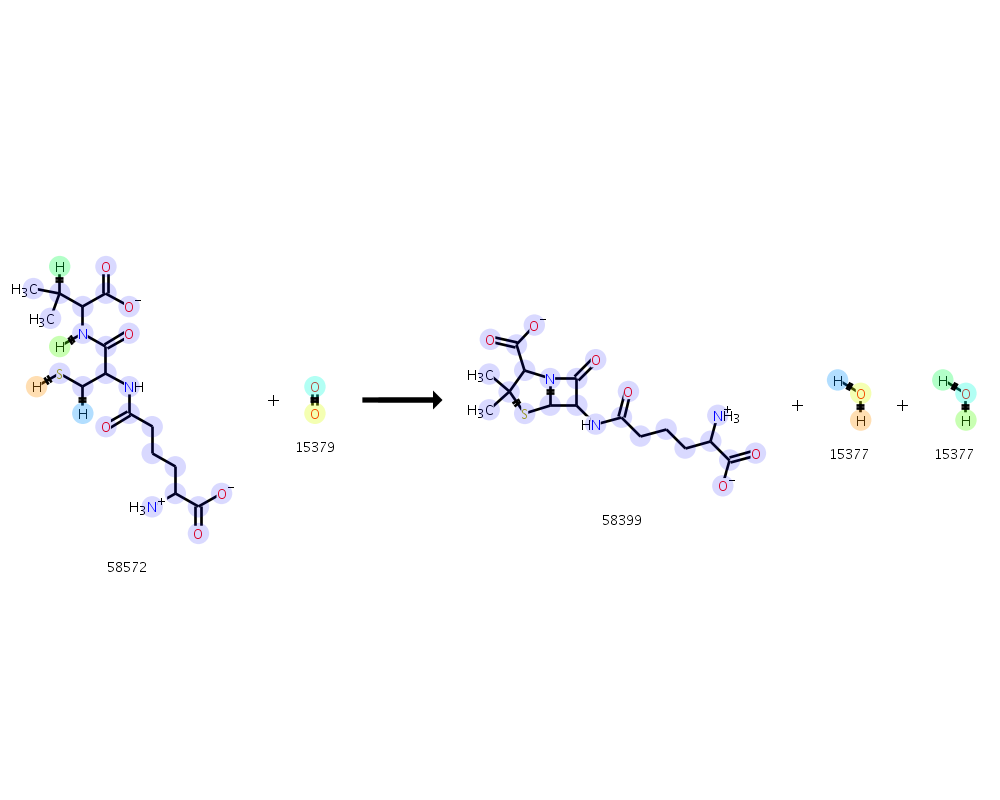 H O
H₃C O⁻
H₃C N O
H
H S NH
H O
H₃N⁺ O⁻
O
58572
+
O
O
15379
O O⁻
H₃C N O
H₃C S HN O
NH₃⁺
O
O⁻
58399
+
H O
H
15377
+
H O
H
15377